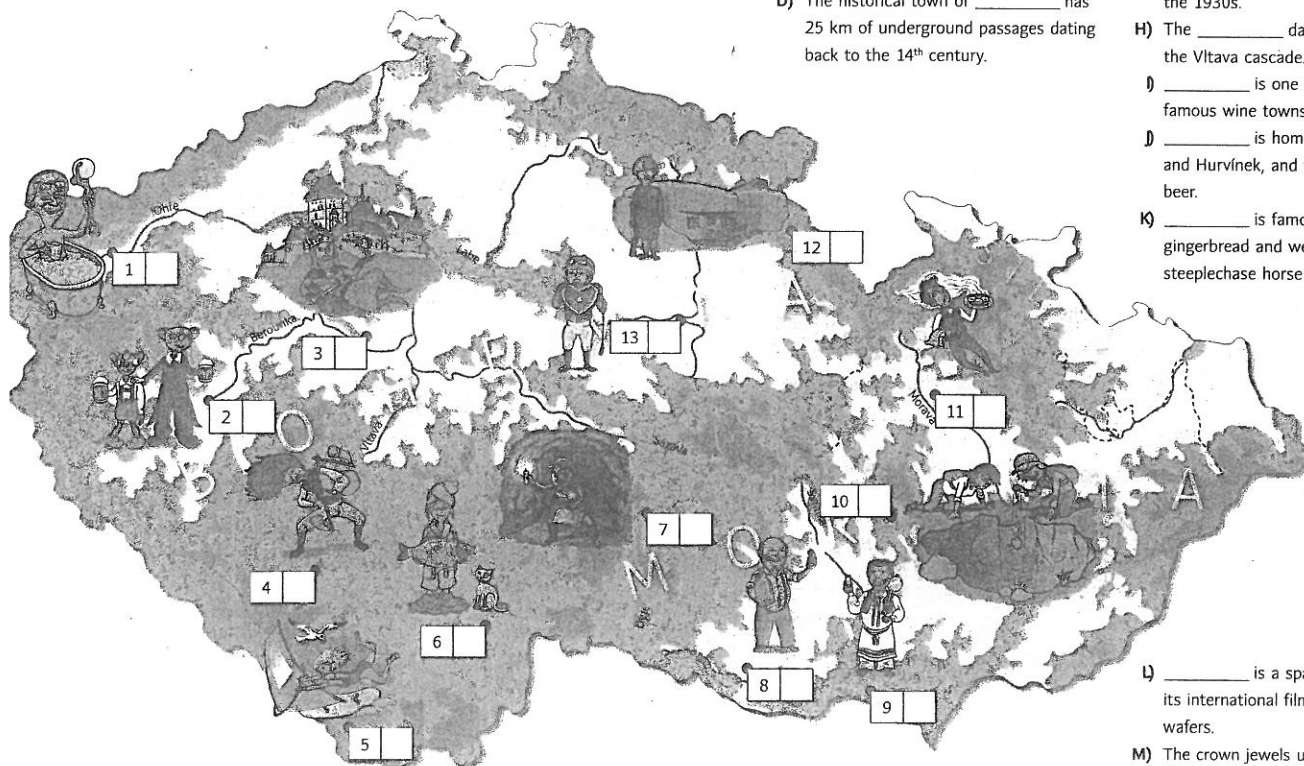 D) The historical town of __________ has
25 km of underground passages dating
back to the 14th century.
the 1930s.
H) The __________ da
the Vltava cascade.
I) __________ is one
famous wine towns
J) __________ is hom
and Hurvínek, and
beer.
K) __________ is famo
gingerbread and we
steeplechase horse
L) __________ is a spa
its international film
wafers.
M) The crown jewels u
Ohře
Labe
Berounka
Vltava
Sázava
Morava
B
O
M
O
A
I
A
1
2
3
4
5
6
7
8
9
10
11
12
13